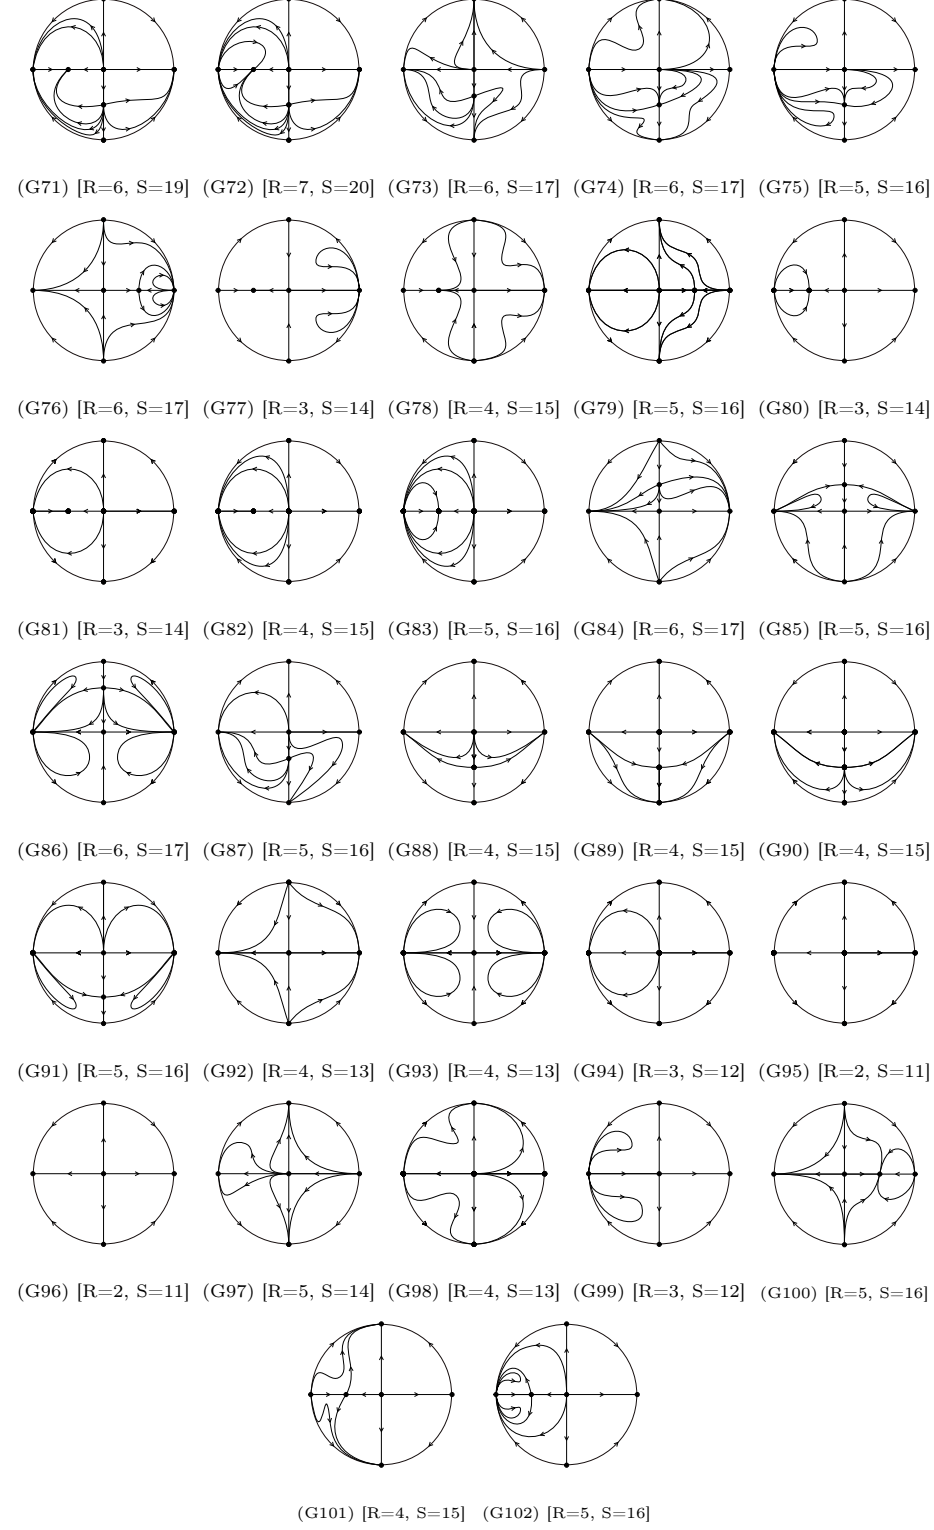 (G71) [R=6, S=19] (G72) [R=7, S=20] (G73) [R=6, S=17] (G74) [R=6, S=17] (G75) [R=5, S=16]
(G76) [R=6, S=17] (G77) [R=3, S=14] (G78) [R=4, S=15] (G79) [R=5, S=16] (G80) [R=3, S=14]
(G81) [R=3, S=14] (G82) [R=4, S=15] (G83) [R=5, S=16] (G84) [R=6, S=17] (G85) [R=5, S=16]
(G86) [R=6, S=17] (G87) [R=5, S=16] (G88) [R=4, S=15] (G89) [R=4, S=15] (G90) [R=4, S=15]
(G91) [R=5, S=16] (G92) [R=4, S=13] (G93) [R=4, S=13] (G94) [R=3, S=12] (G95) [R=2, S=11]
(G96) [R=2, S=11] (G97) [R=5, S=14] (G98) [R=4, S=13] (G99) [R=3, S=12] (G100) [R=5, S=16]
(G101) [R=4, S=15] (G102) [R=5, S=16]